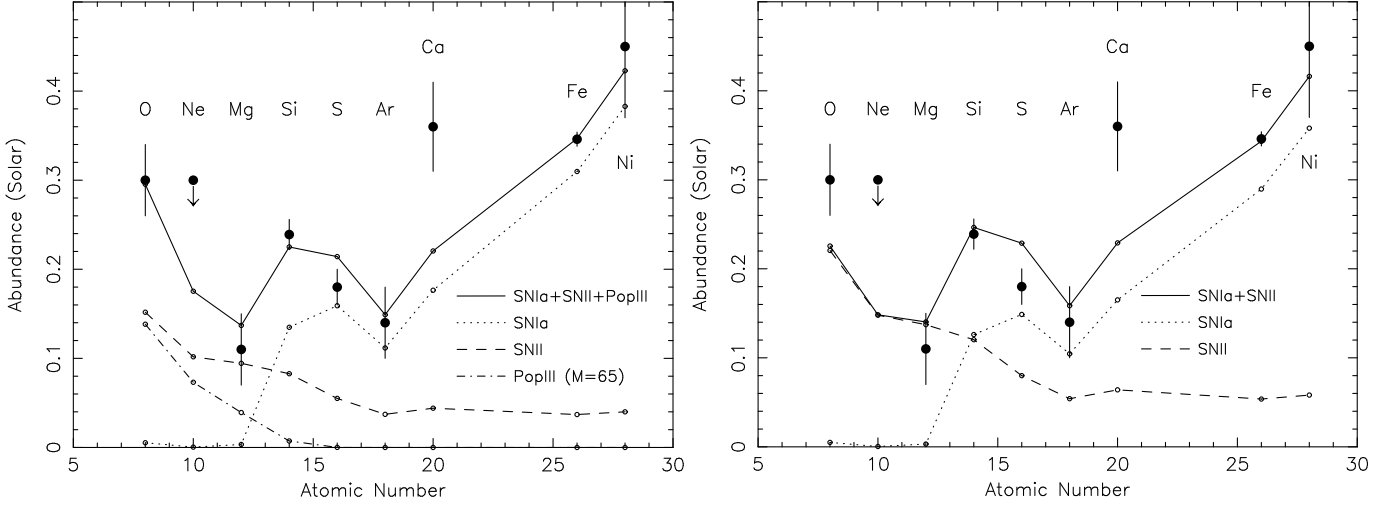 Abundance (Solar)
0
0.1
0.2
0.3
0.4
O
Ne
Mg
Si
S
Ar
Ca
Fe
Ni
SNIa+SNII+PopIII
SNIa
SNII
PopIII (M=65)
5
10
15
20
25
30
Atomic Number
Abundance (Solar)
0
0.1
0.2
0.3
0.4
O
Ne
Mg
Si
S
Ar
Ca
Fe
Ni
SNIa+SNII
SNIa
SNII
5
10
15
20
25
30
Atomic Number